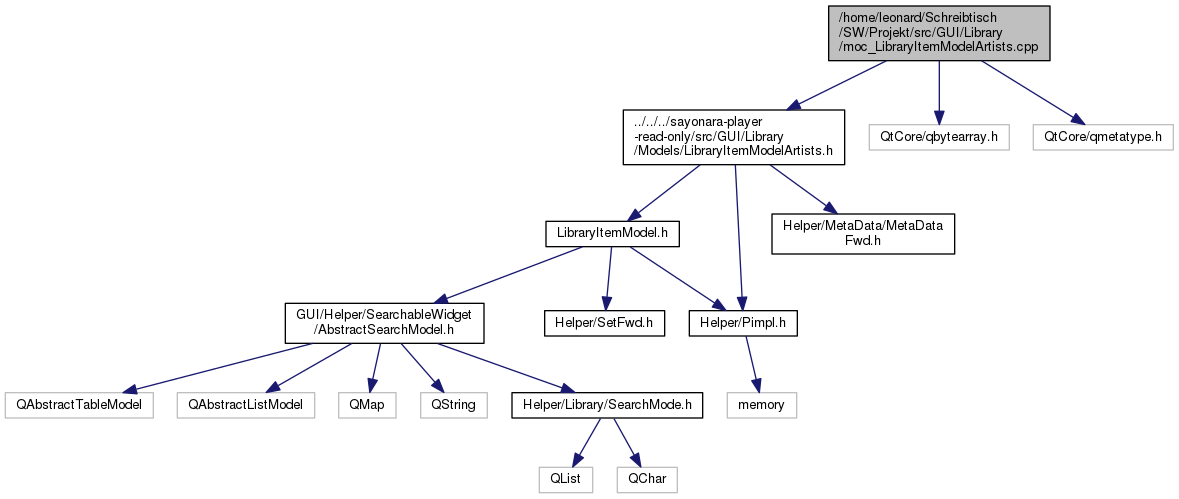 /home/leonard/Schreibtisch
/SW/Projekt/src/GUI/Library
/moc_LibraryItemModelArtists.cpp
../../../sayonara-player
-read-only/src/GUI/Library
/Models/LibraryItemModelArtists.h
QtCore/qbytearray.h
QtCore/qmetatype.h
LibraryItemModel.h
Helper/MetaData/MetaData
Fwd.h
GUI/Helper/SearchableWidget
/AbstractSearchModel.h
Helper/SetFwd.h
Helper/Pimpl.h
QAbstractTableModel
QAbstractListModel
QMap
QString
Helper/Library/SearchMode.h
memory
QList
QChar